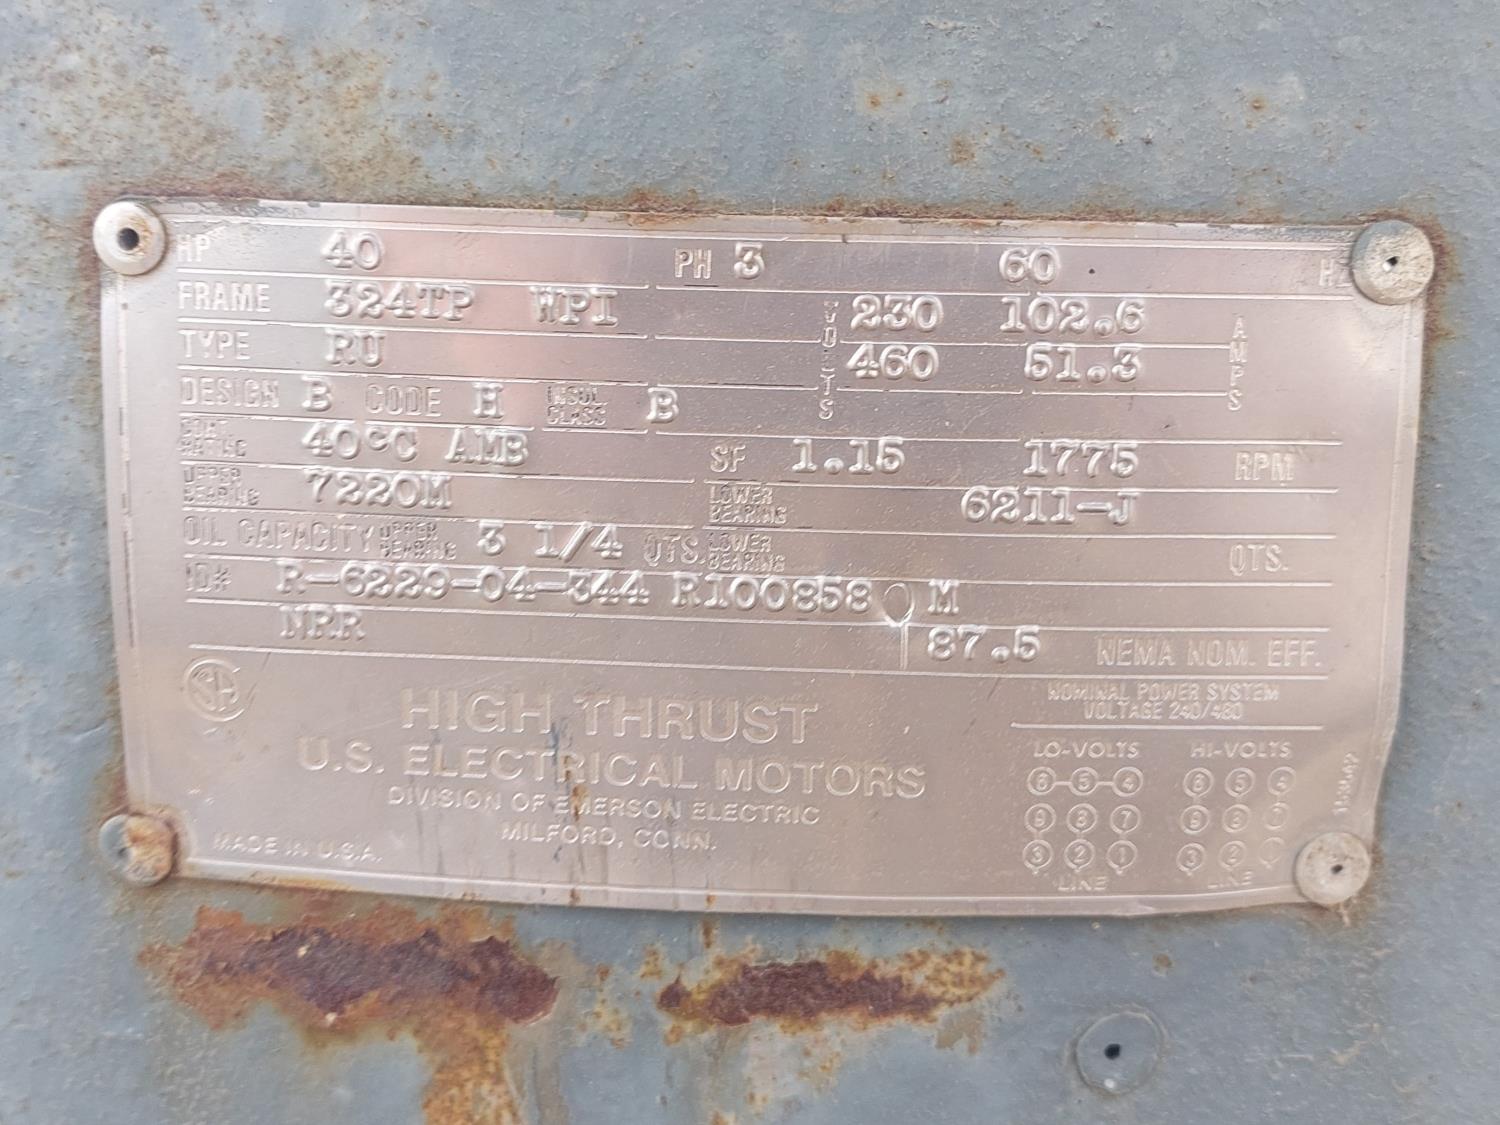 HP 40 PH 3 60 HZ
FRAME 324TP WPI VOLTS 230 102.6 AMPS
TYPE RU 460 51.3
DESIGN B CODE H INSUL. CLASS B
CONT. RATING 40°C AMB SF 1.15 1775 RPM
UPPER BEARING 7220M LOWER BEARING 6211-J
OIL CAPACITY UPPER BEARING 3 1/4 QTS. LOWER BEARING QTS.
ID# R-6229-04-344 R100858 M
NRR 87.5 NEMA NOM. EFF.
SA
NOMINAL POWER SYSTEM
VOLTAGE 240/480
HIGH THRUST
U.S. ELECTRICAL MOTORS
DIVISION OF EMERSON ELECTRIC
MILFORD, CONN.
MADE IN U.S.A.
LO-VOLTS HI-VOLTS
6 5 4 6 5 4
9 8 7 9 8 7
3 2 1 3 2 1
LINE LINE